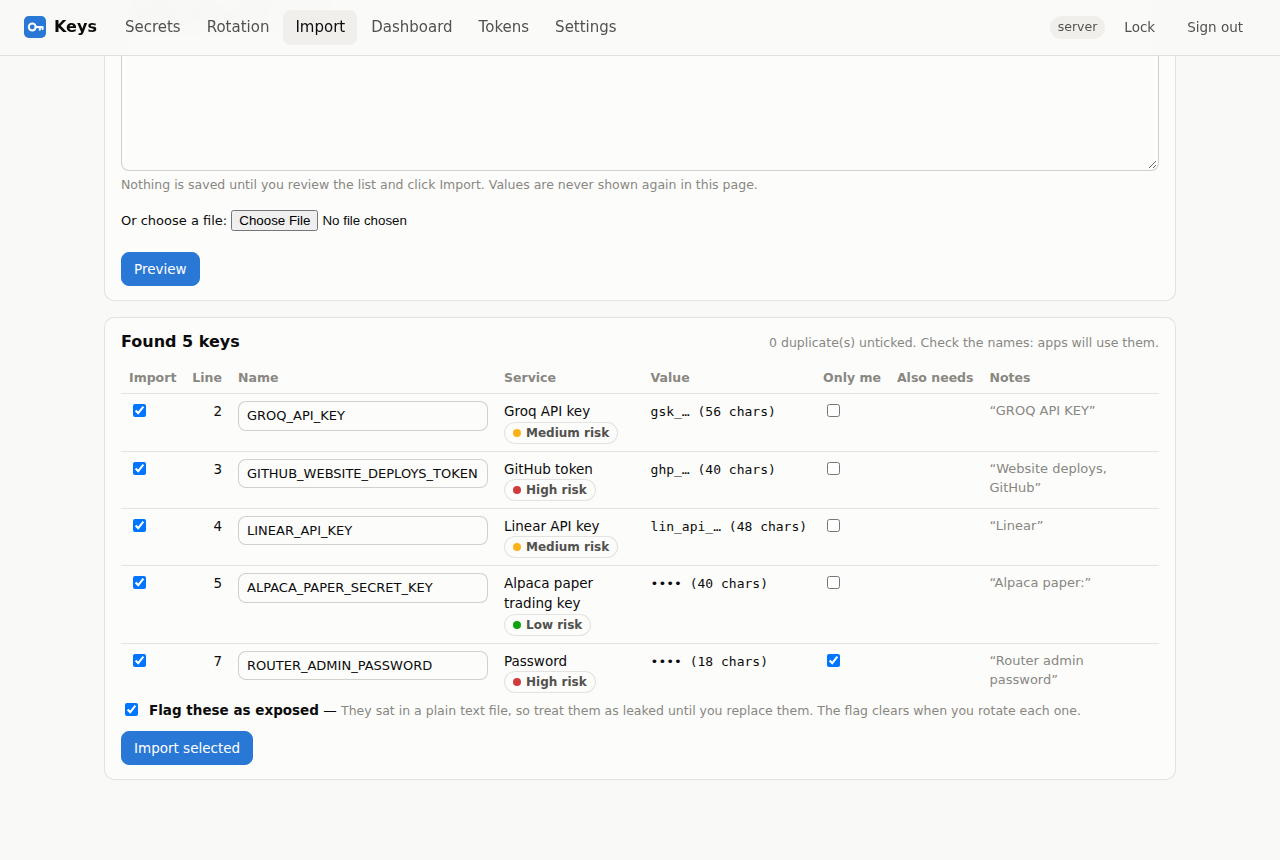 Keys Secrets Rotation Import Dashboard Tokens Settings server Lock Sign out
Nothing is saved until you review the list and click Import. Values are never shown again in this page.
Or choose a file: Choose File No file chosen
Preview
Found 5 keys 0 duplicate(s) unticked. Check the names: apps will use them.
Import Line Name Service Value Only me Also needs Notes
2 GROQ_API_KEY Groq API key gsk_… (56 chars) “GROQ API KEY”
Medium risk
3 GITHUB_WEBSITE_DEPLOYS_TOKEN GitHub token ghp_… (40 chars) “Website deploys,
High risk GitHub”
4 LINEAR_API_KEY Linear API key lin_api_… (48 chars) “Linear”
Medium risk
5 ALPACA_PAPER_SECRET_KEY Alpaca paper •••• (40 chars) “Alpaca paper:”
trading key
Low risk
7 ROUTER_ADMIN_PASSWORD Password •••• (18 chars) “Router admin
High risk password”
Flag these as exposed — They sat in a plain text file, so treat them as leaked until you replace them. The flag clears when you rotate each one.
Import selected